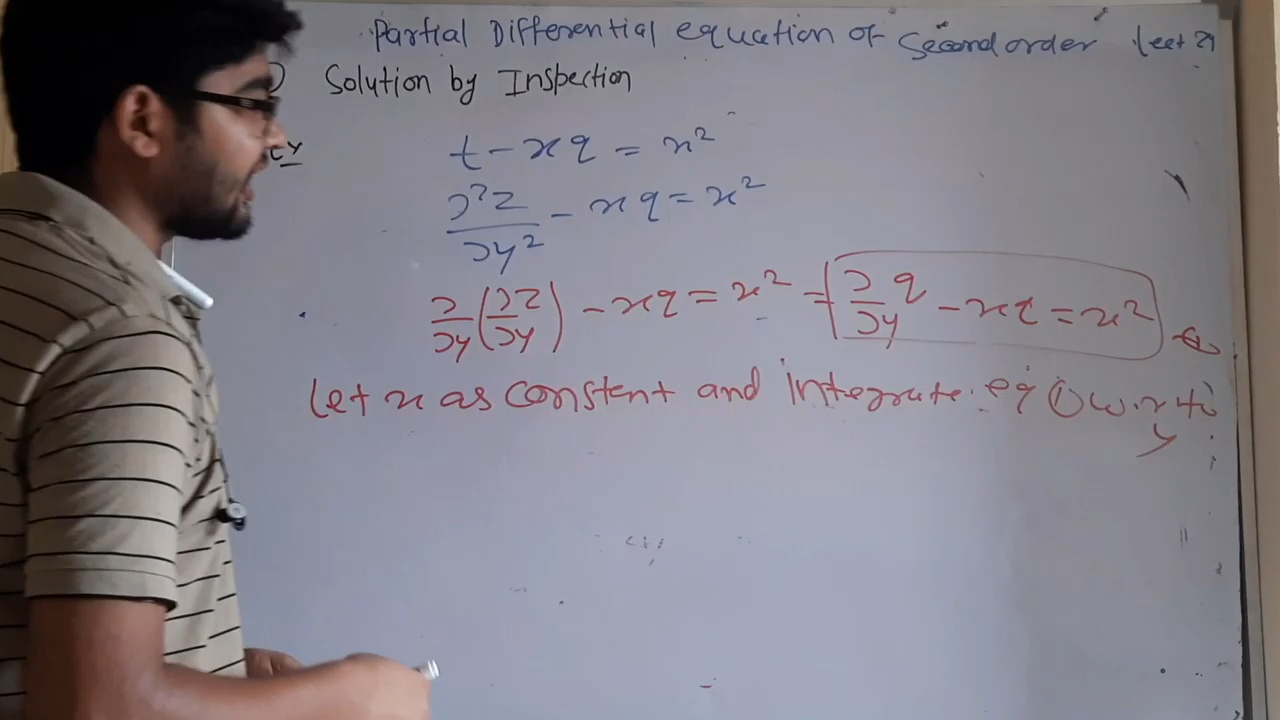 Partial Differential equation of Second order
Solution by Inspection
t - xq = x²
∂²z/∂y² - xq = x²
∂/∂y(∂z/∂y) - xq = x² = ∂q/∂y - xq = x²
Let x as constant and integrate. eq ① w.r.to
y